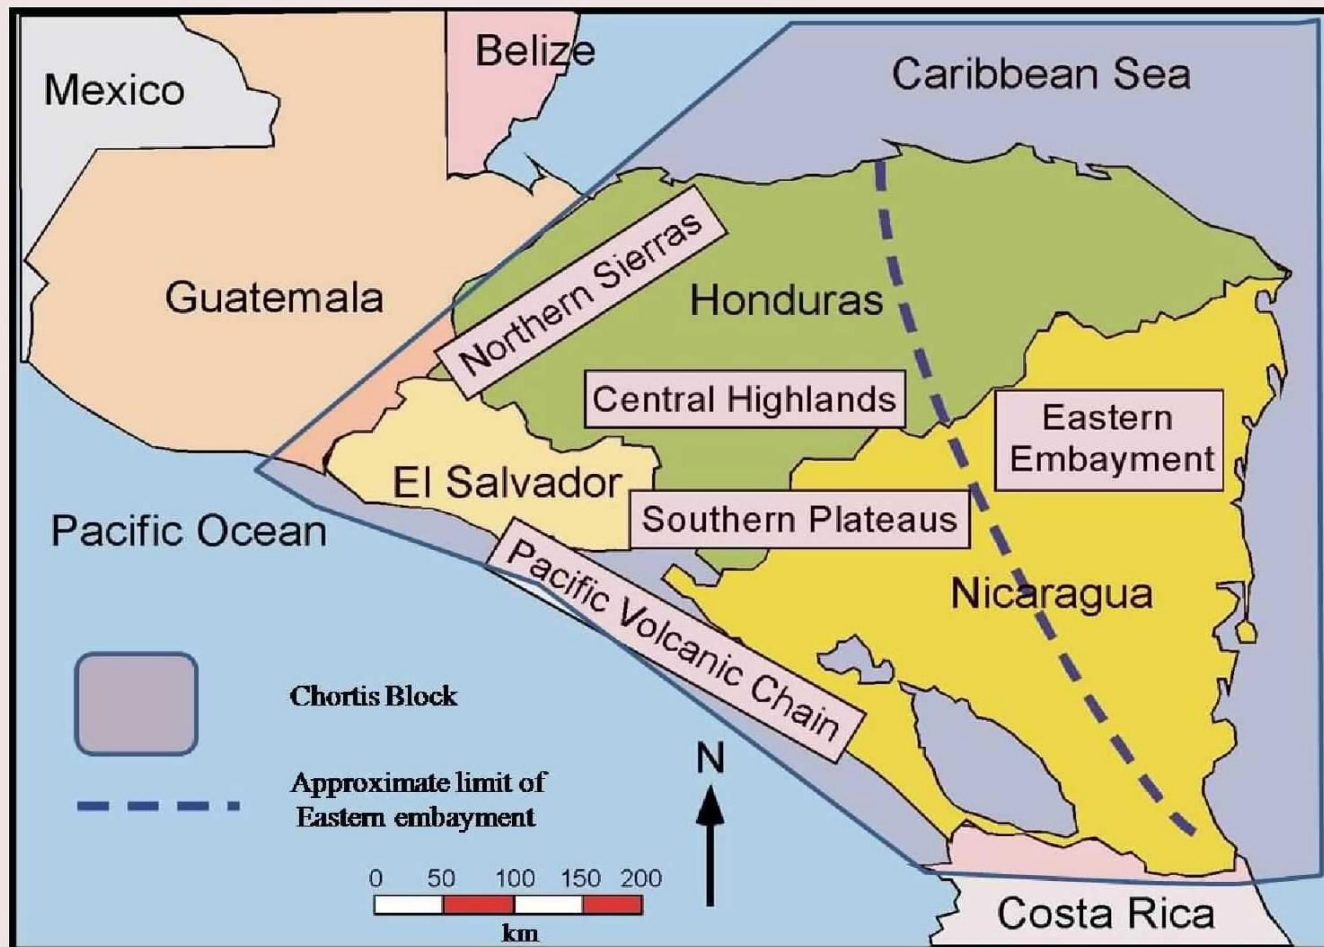 Belize
Mexico
Caribbean Sea
Guatemala
Northern Sierras
Honduras
Central Highlands
Eastern
Embayment
El Salvador
Southern Plateaus
Pacific Ocean
Pacific Volcanic Chain
Nicaragua
Chortis Block
N
Approximate limit of
Eastern embayment
0 50 100 150 200
km
Costa Rica